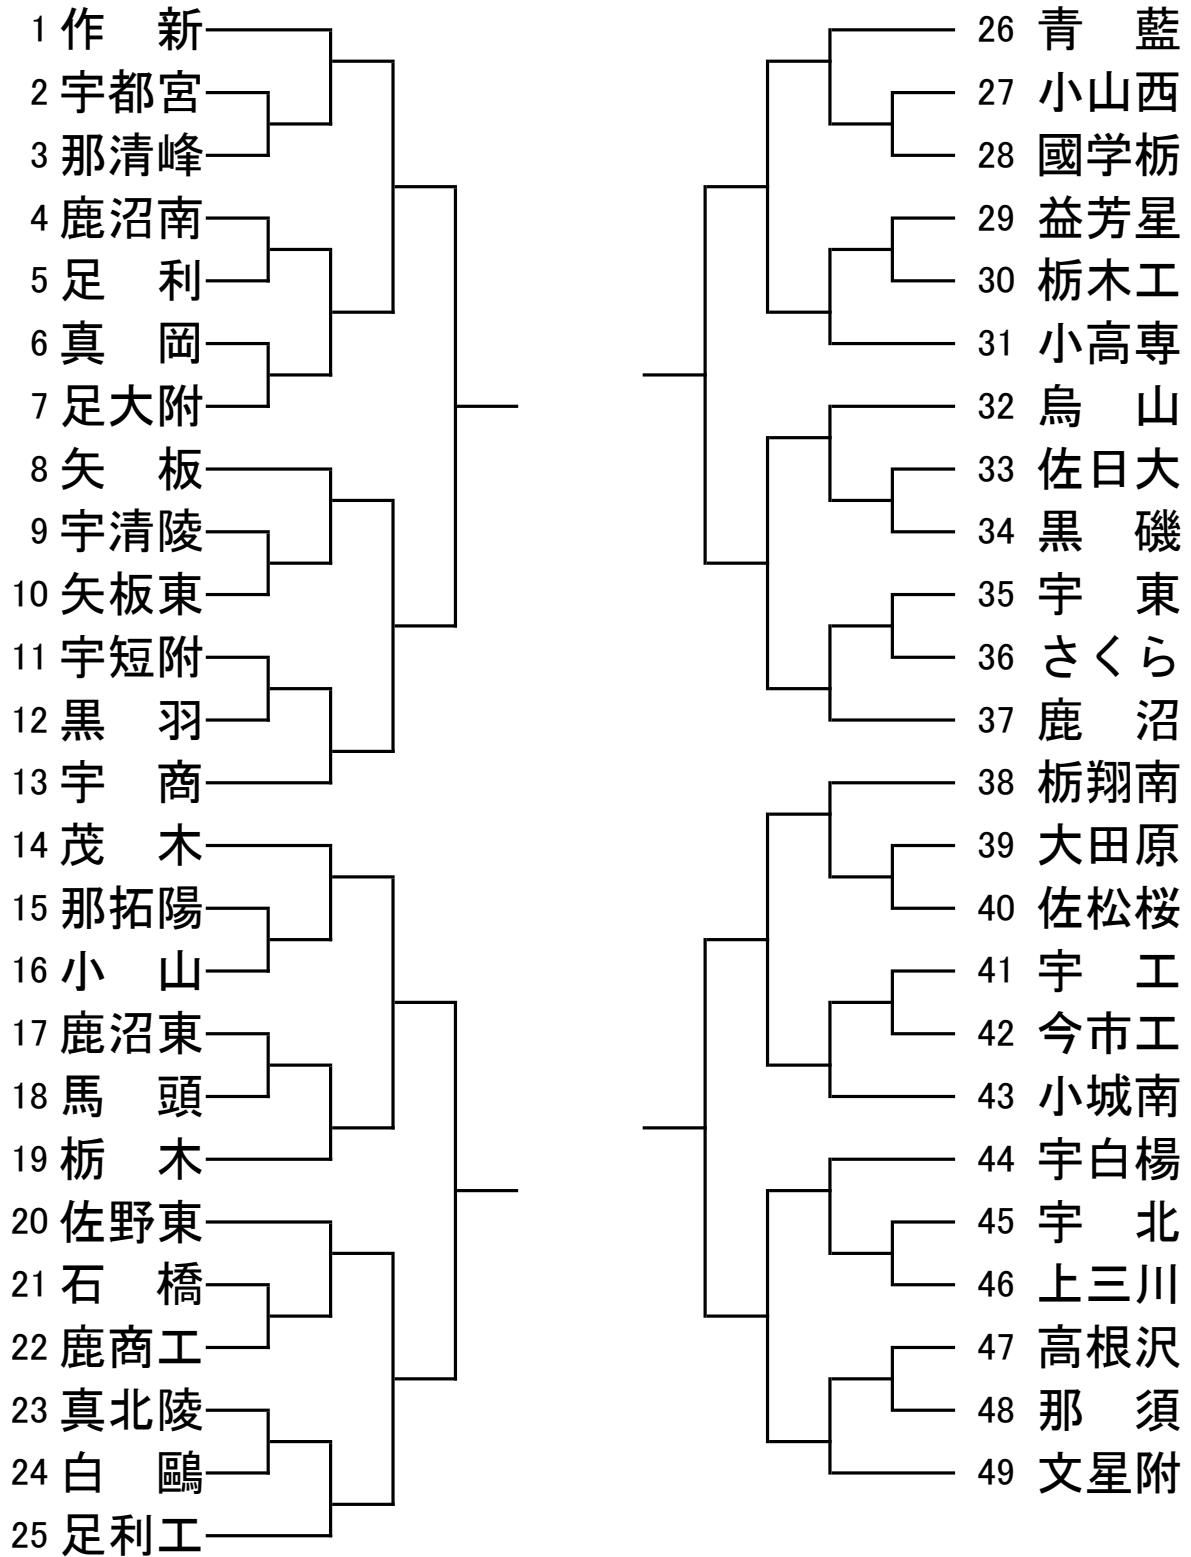 1 作　新
2 宇都宮
3 那清峰
4 鹿沼南
5 足　利
6 真　岡
7 足大附
8 矢　板
9 宇清陵
10 矢板東
11 宇短附
12 黒　羽
13 宇　商
14 茂　木
15 那拓陽
16 小　山
17 鹿沼東
18 馬　頭
19 栃　木
20 佐野東
21 石　橋
22 鹿商工
23 真北陵
24 白　鷗
25 足利工
26 青　藍
27 小山西
28 國学栃
29 益芳星
30 栃木工
31 小高専
32 烏　山
33 佐日大
34 黒　磯
35 宇　東
36 さくら
37 鹿　沼
38 栃翔南
39 大田原
40 佐松桜
41 宇　工
42 今市工
43 小城南
44 宇白楊
45 宇　北
46 上三川
47 高根沢
48 那　須
49 文星附